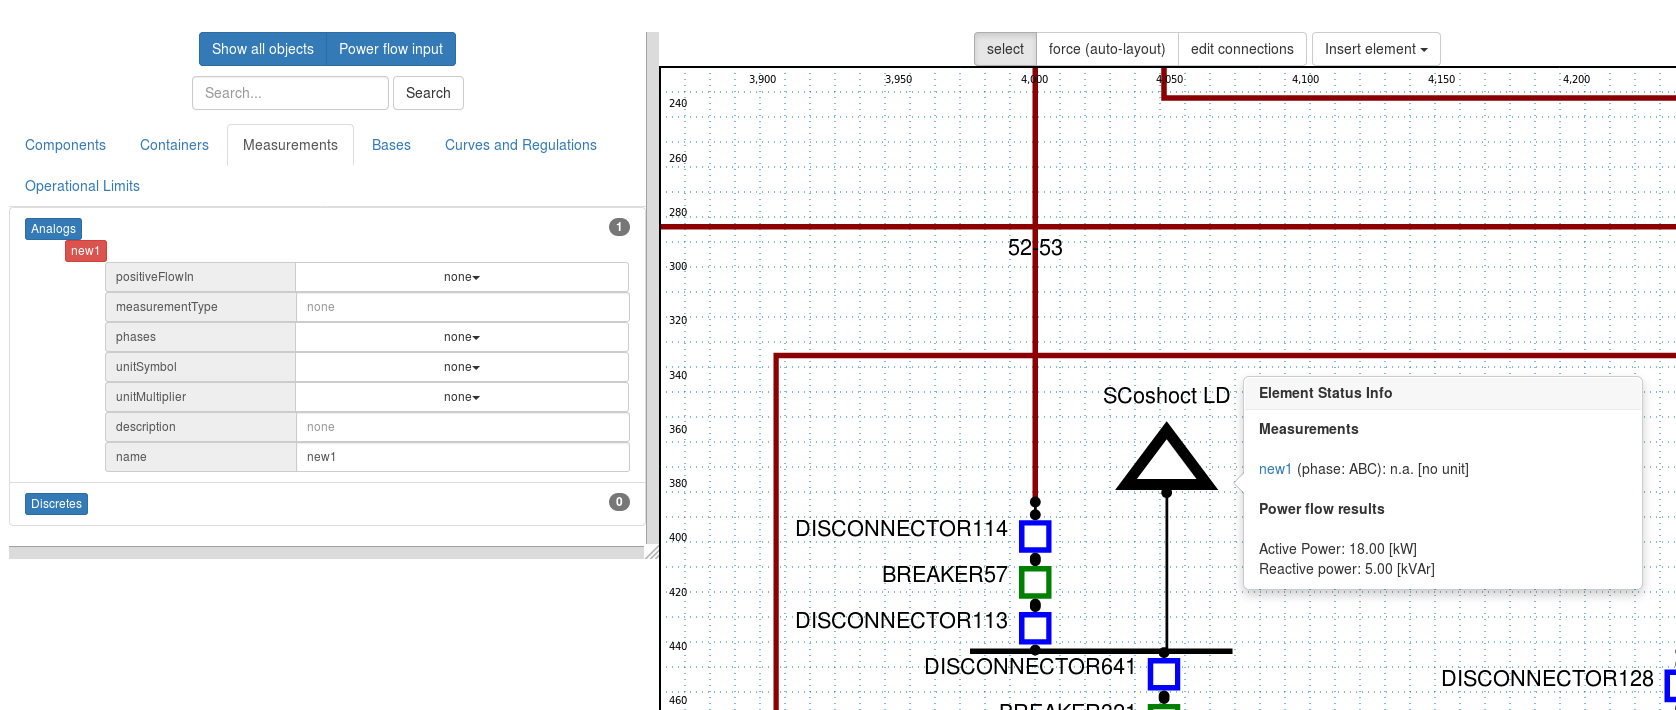 Show all objects Power flow input
Search... Search
Components Containers Measurements Bases Curves and Regulations
Operational Limits
Analogs 1
new1
positiveFlowIn none
measurementType none
phases none
unitSymbol none
unitMultiplier none
description none
name new1
Discretes 0
select force (auto-layout) edit connections Insert element
3,900 3,950 4,000 4,050 4,100 4,150 4,200
240
260
280
300
320
340
360
380
400
420
440
460
52:53
SCoshoct LD
DISCONNECTOR114
BREAKER57
DISCONNECTOR113
DISCONNECTOR641
DISCONNECTOR128
Element Status Info
Measurements
new1 (phase: ABC): n.a. [no unit]
Power flow results
Active Power: 18.00 [kW]
Reactive power: 5.00 [kVAr]